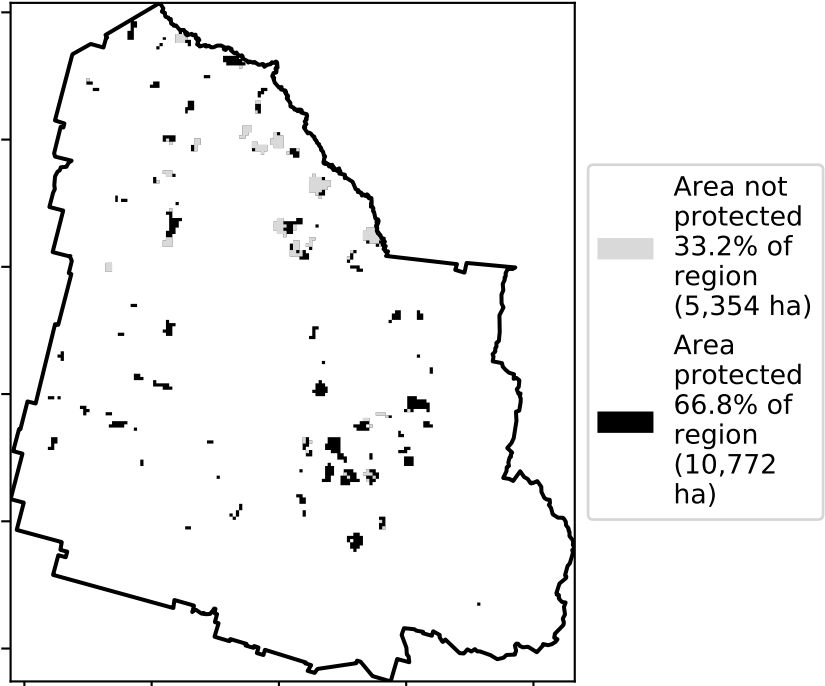 Area not
protected
33.2% of
region
(5,354 ha)
Area
protected
66.8% of
region
(10,772
ha)